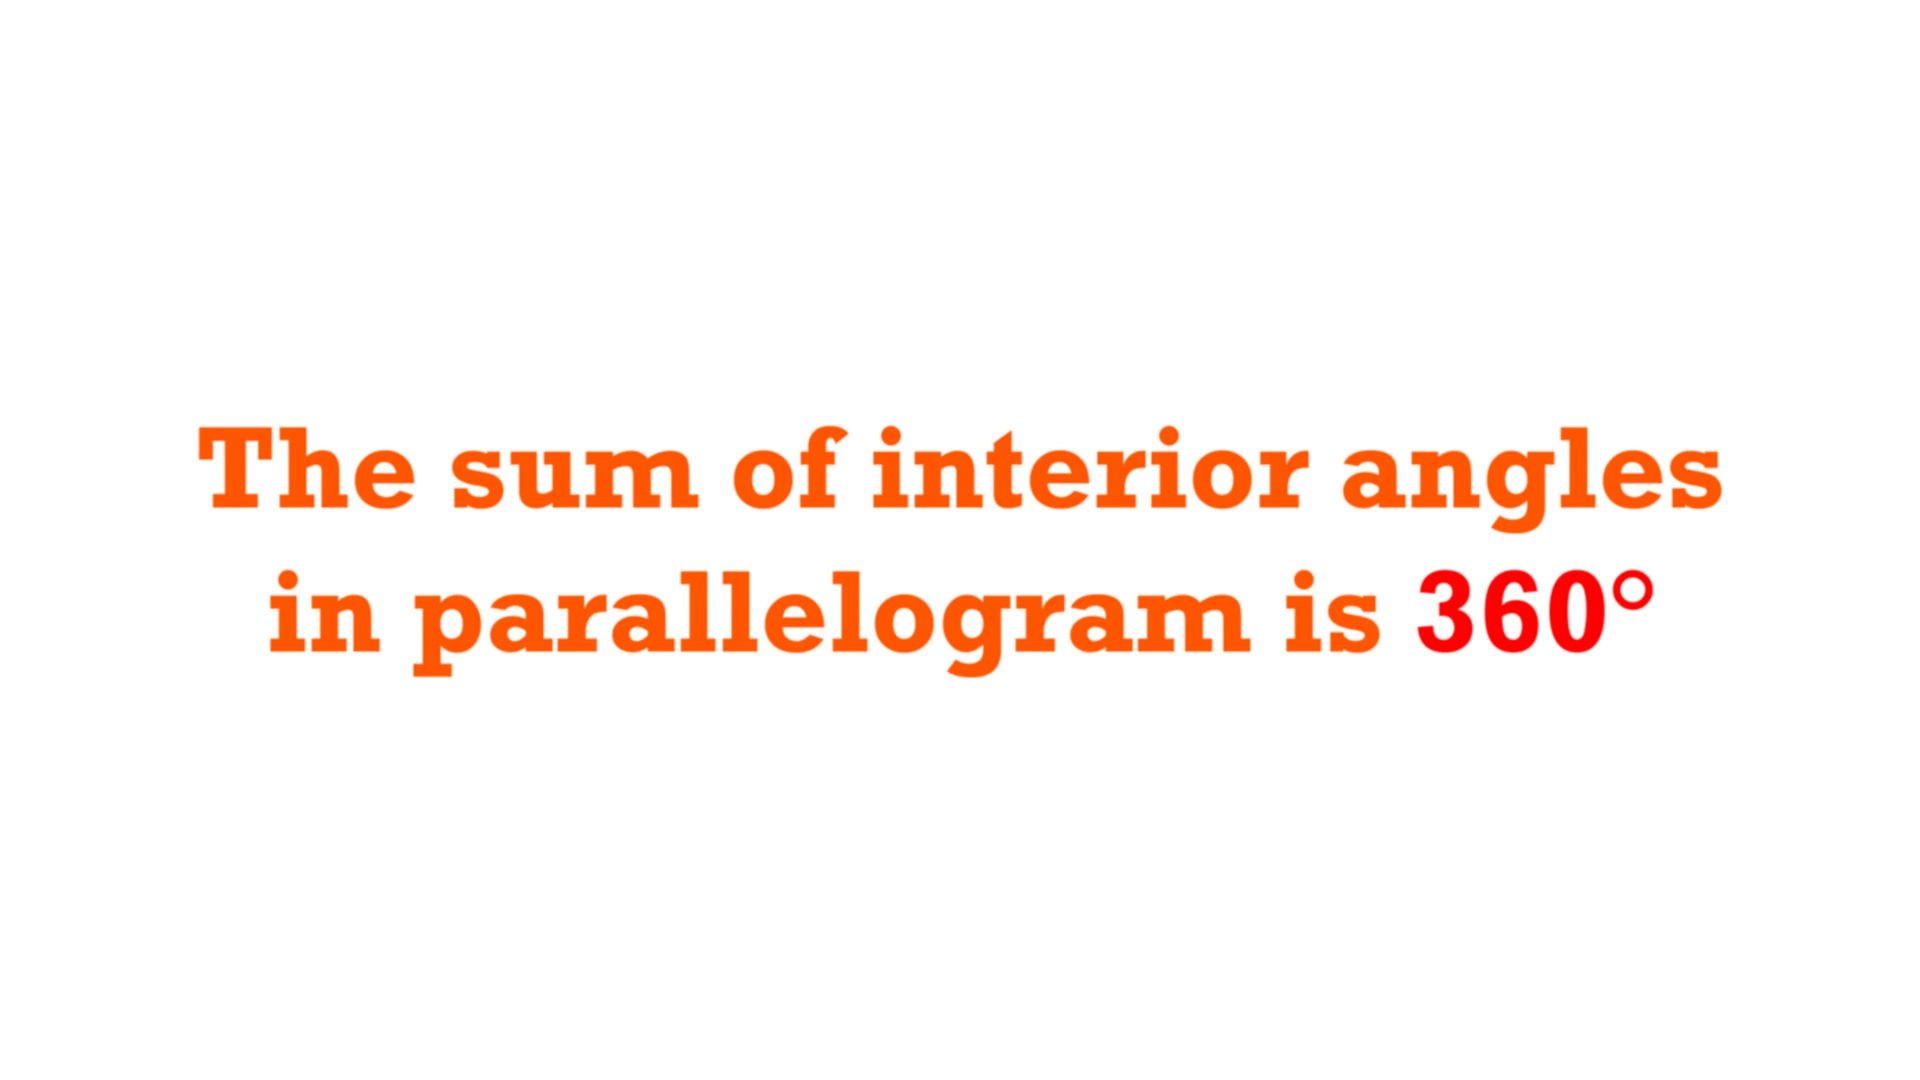 The sum of interior angles
in parallelogram is 360°